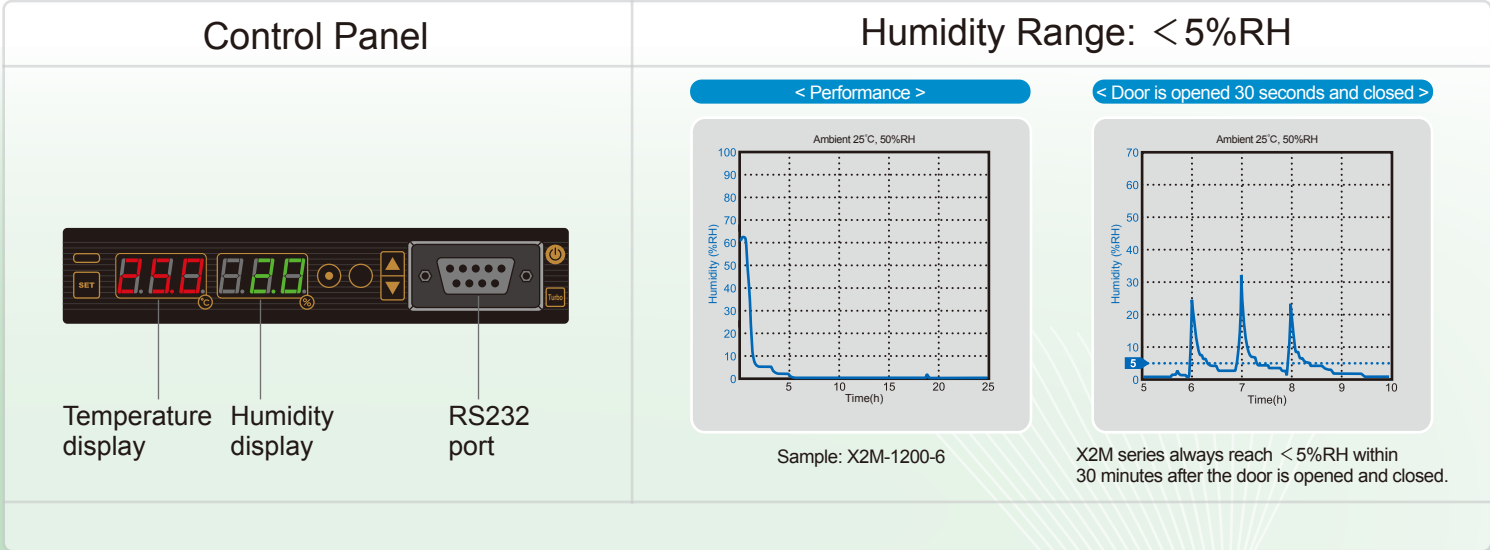 Control Panel
SET
25.0
°C
2.0
%
Turbo
Temperature
display
Humidity
display
RS232
port
Humidity Range: ＜5%RH
< Performance >
Ambient 25°C, 50%RH
Humidity (%RH)
100
90
80
70
60
50
40
30
20
10
0
5 10 15 20 25
Time(h)
Sample: X2M-1200-6
< Door is opened 30 seconds and closed >
Ambient 25°C, 50%RH
Humidity (%RH)
70
60
50
40
30
20
10
5
0
5 6 7 8 9 10
Time(h)
X2M series always reach ＜5%RH within
30 minutes after the door is opened and closed.